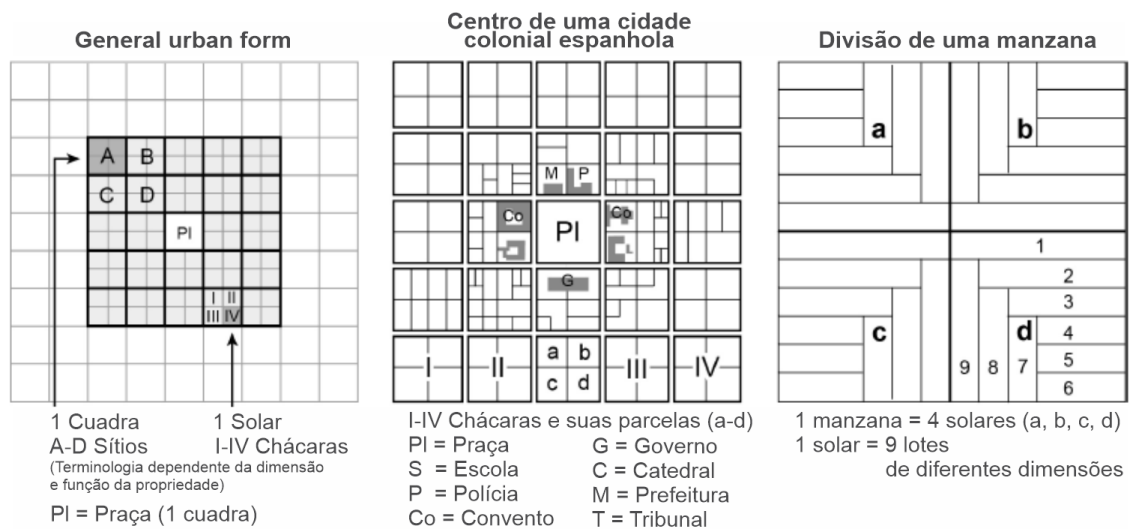 General urban form
A
B
C
D
Pl
I II
III IV
1 Cuadra
A-D Sítios
1 Solar
I-IV Chácaras
(Terminologia dependente da dimensão
e função da propriedade)
Pl = Praça (1 cuadra)
Centro de uma cidade
colonial espanhola
M P
Co Pl Co
G
I II a b III IV
c d
I-IV Chácaras e suas parcelas (a-d)
Pl = Praça
S = Escola
P = Polícia
Co = Convento
G = Governo
C = Catedral
M = Prefeitura
T = Tribunal
Divisão de uma manzana
a b
1
2
3
c d 4
5
9 8 7
6
1 manzana = 4 solares (a, b, c, d)
1 solar = 9 lotes
de diferentes dimensões